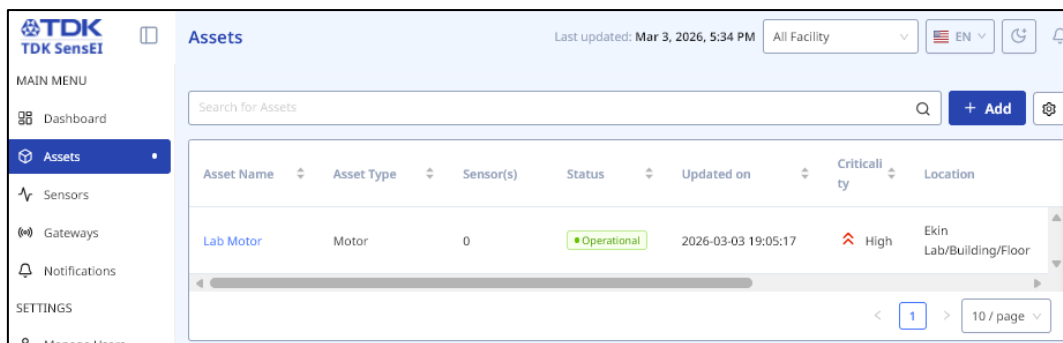 TDK
TDK SensEI
Assets
Last updated: Mar 3, 2026, 5:34 PM
All Facility
EN
MAIN MENU
Dashboard
Assets
Sensors
Gateways
Notifications
SETTINGS
Search for Assets
+ Add
Asset Name
Asset Type
Sensor(s)
Status
Updated on
Criticali
ty
Location
Lab Motor
Motor
0
Operational
2026-03-03 19:05:17
High
Ekin
Lab/Building/Floor
< 1 >
10 / page